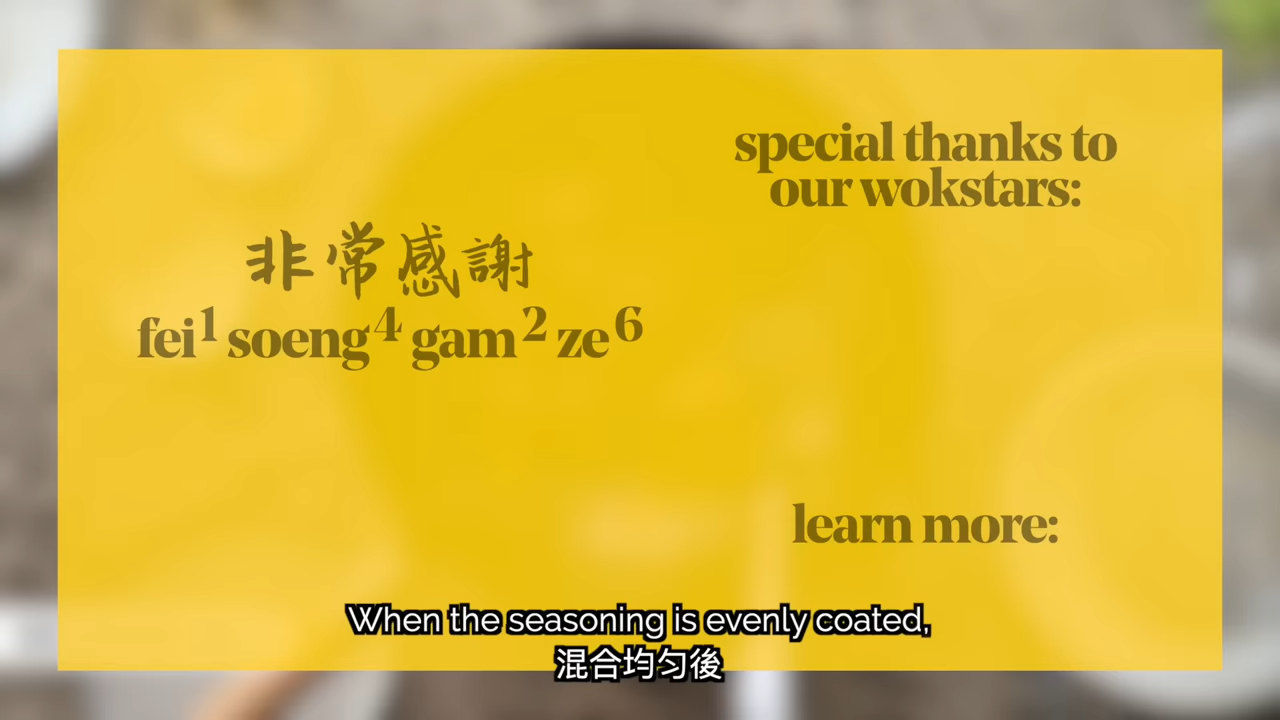 非常感謝
fei¹ soeng⁴ gam² ze⁶
special thanks to
our wokstars:
learn more:
When the seasoning is evenly coated,
混合均勻後